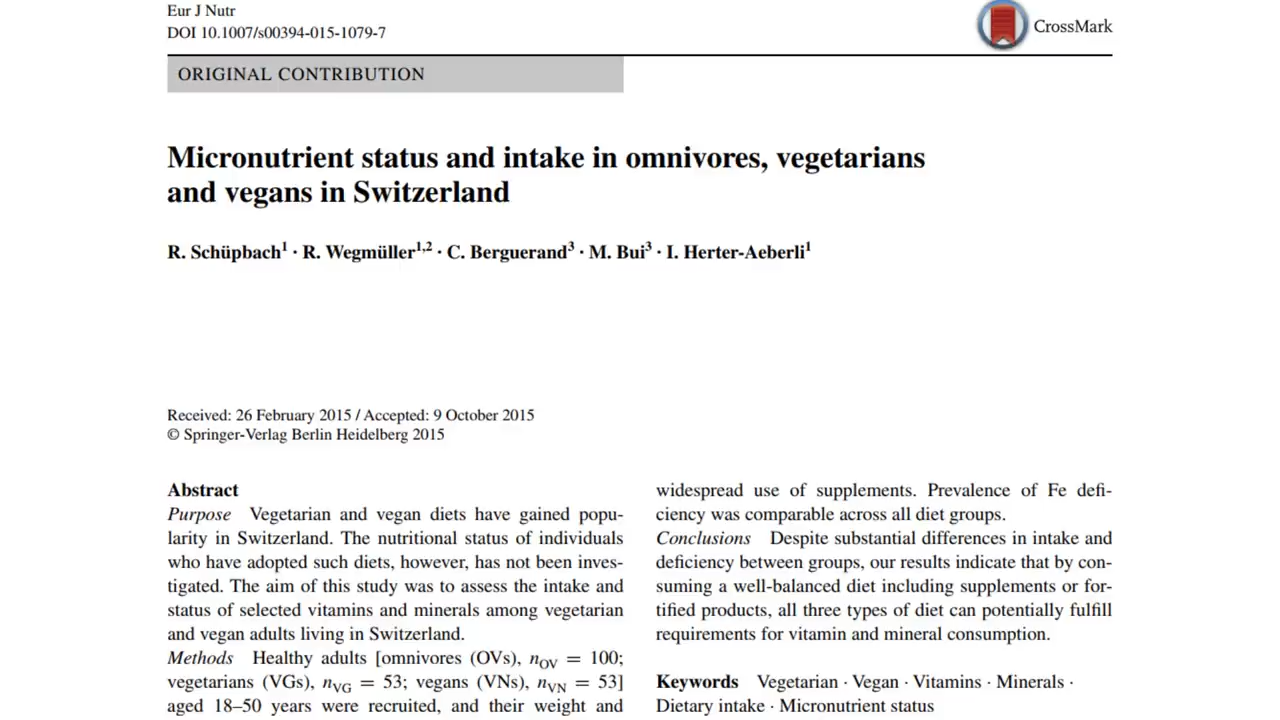 Eur J Nutr
DOI 10.1007/s00394-015-1079-7
CrossMark
ORIGINAL CONTRIBUTION
Micronutrient status and intake in omnivores, vegetarians
and vegans in Switzerland
R. Schüpbach1 · R. Wegmüller1,2 · C. Berguerand3 · M. Bui3 · I. Herter-Aeberli1
Received: 26 February 2015 / Accepted: 9 October 2015
© Springer-Verlag Berlin Heidelberg 2015
Abstract
Purpose Vegetarian and vegan diets have gained popu-
larity in Switzerland. The nutritional status of individuals
who have adopted such diets, however, has not been inves-
tigated. The aim of this study was to assess the intake and
status of selected vitamins and minerals among vegetarian
and vegan adults living in Switzerland.
Methods Healthy adults [omnivores (OVs), nOV = 100;
vegetarians (VGs), nVG = 53; vegans (VNs), nVN = 53]
aged 18–50 years were recruited, and their weight and
widespread use of supplements. Prevalence of Fe defi-
ciency was comparable across all diet groups.
Conclusions Despite substantial differences in intake and
deficiency between groups, our results indicate that by con-
suming a well-balanced diet including supplements or for-
tified products, all three types of diet can potentially fulfill
requirements for vitamin and mineral consumption.
Keywords Vegetarian · Vegan · Vitamins · Minerals ·
Dietary intake · Micronutrient status